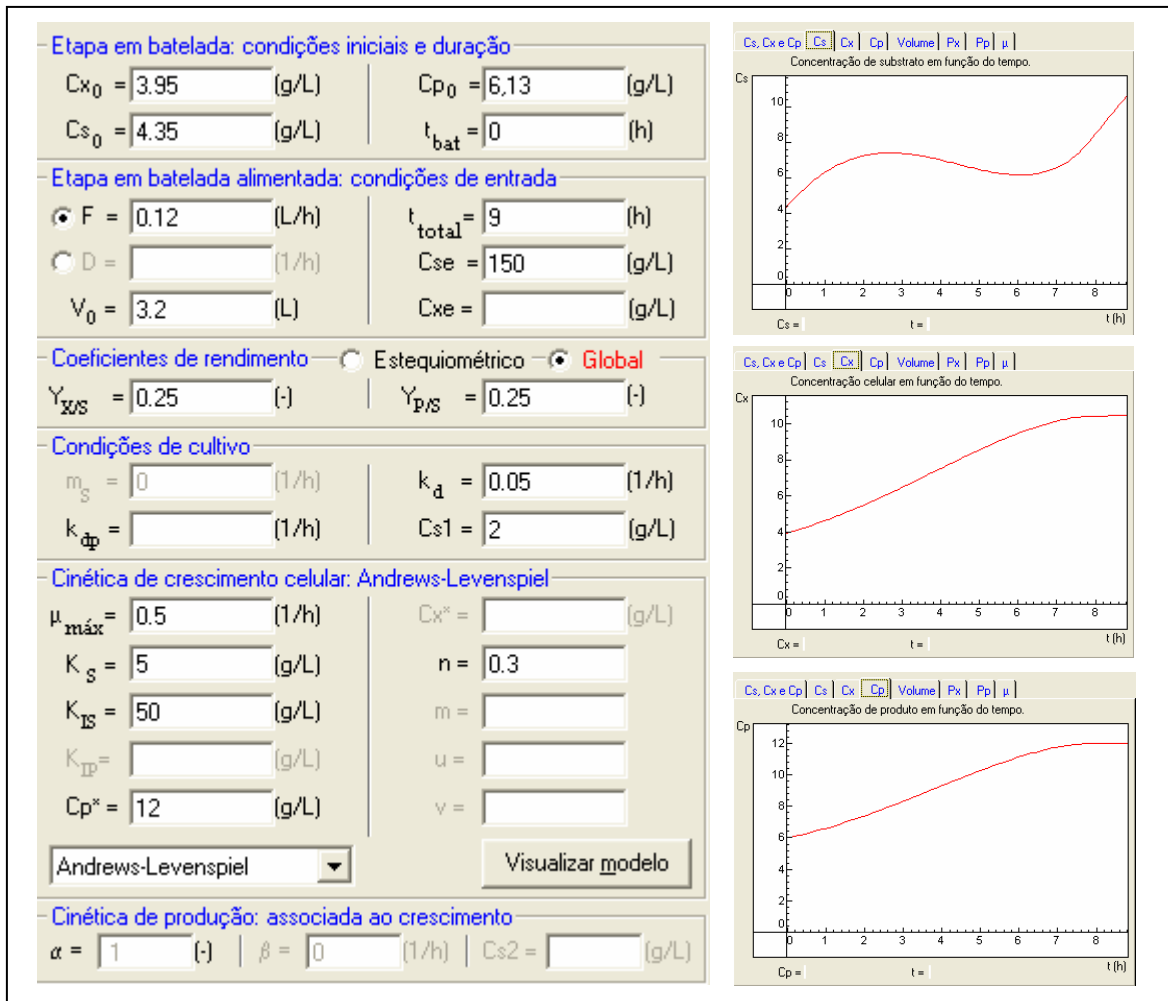 Etapa em batelada: condições iniciais e duração
Cx0 = 3.95 (g/L) Cp0 = 6,13 (g/L)
Cs0 = 4.35 (g/L) tbat = 0 (h)
Etapa em batelada alimentada: condições de entrada
F = 0.12 (L/h) ttotal = 9 (h)
D = (1/h) Cse = 150 (g/L)
V0 = 3.2 (L) Cxe = (g/L)
Coeficientes de rendimento Estequiométrico Global
YX/S = 0.25 (-) YP/S = 0.25 (-)
Condições de cultivo
mS = 0 (1/h) kd = 0.05 (1/h)
kdp = (1/h) Cs1 = 2 (g/L)
Cinética de crescimento celular: Andrews-Levenspiel
μmáx = 0.5 (1/h) Cx* = (g/L)
KS = 5 (g/L) n = 0.3
KIS = 50 (g/L) m =
KIP = (g/L) u =
Cp* = 12 (g/L) v =
Andrews-Levenspiel Visualizar modelo
Cinética de produção: associada ao crescimento
α = 1 (-) β = 0 (1/h) Cs2 = (g/L)
Cs, Cx e Cp Cs Cx Cp Volume Px Pp μ
Concentração de substrato em função do tempo.
Cs
10
8
6
4
2
0
0 1 2 3 4 5 6 7 8
t (h)
Cs = t =
Cs, Cx e Cp Cs Cx Cp Volume Px Pp μ
Concentração celular em função do tempo.
Cx
10
8
6
4
2
0
0 1 2 3 4 5 6 7 8
t (h)
Cx = t =
Cs, Cx e Cp Cs Cx Cp Volume Px Pp μ
Concentração de produto em função do tempo.
Cp
12
10
8
6
4
2
0
0 1 2 3 4 5 6 7 8
t (h)
Cp = t =